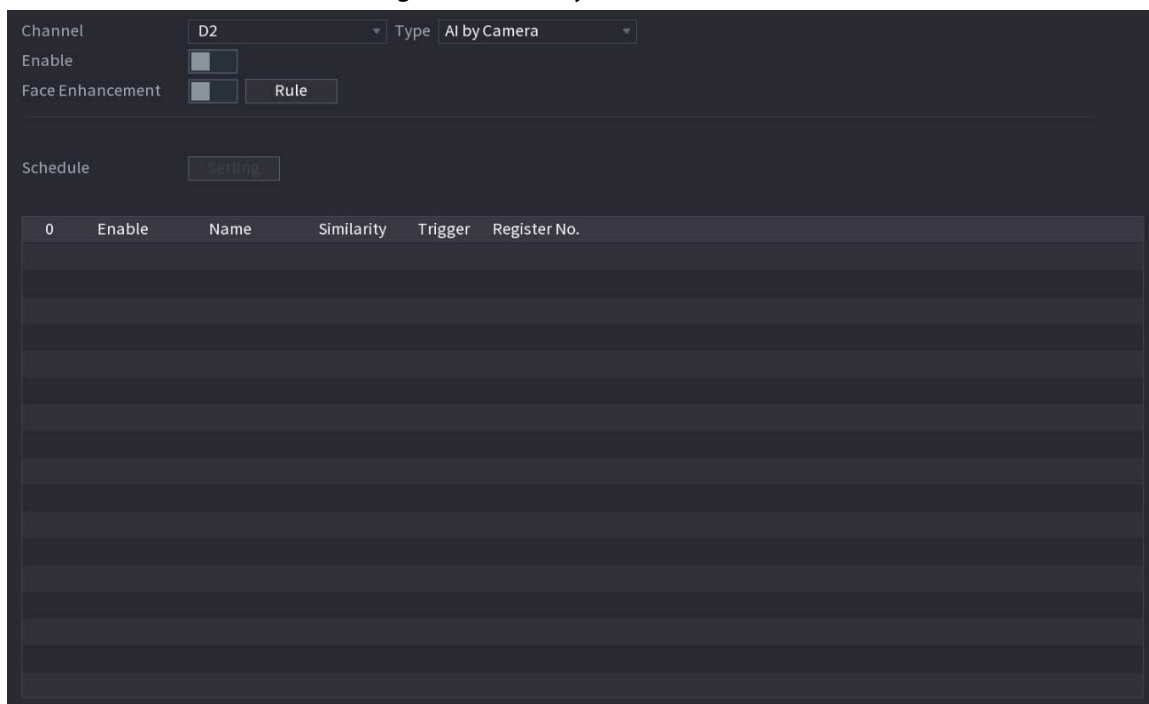 Channel D2 Type AI by Camera
Enable
Face Enhancement Rule
Schedule Setting
0 Enable Name Similarity Trigger Register No.